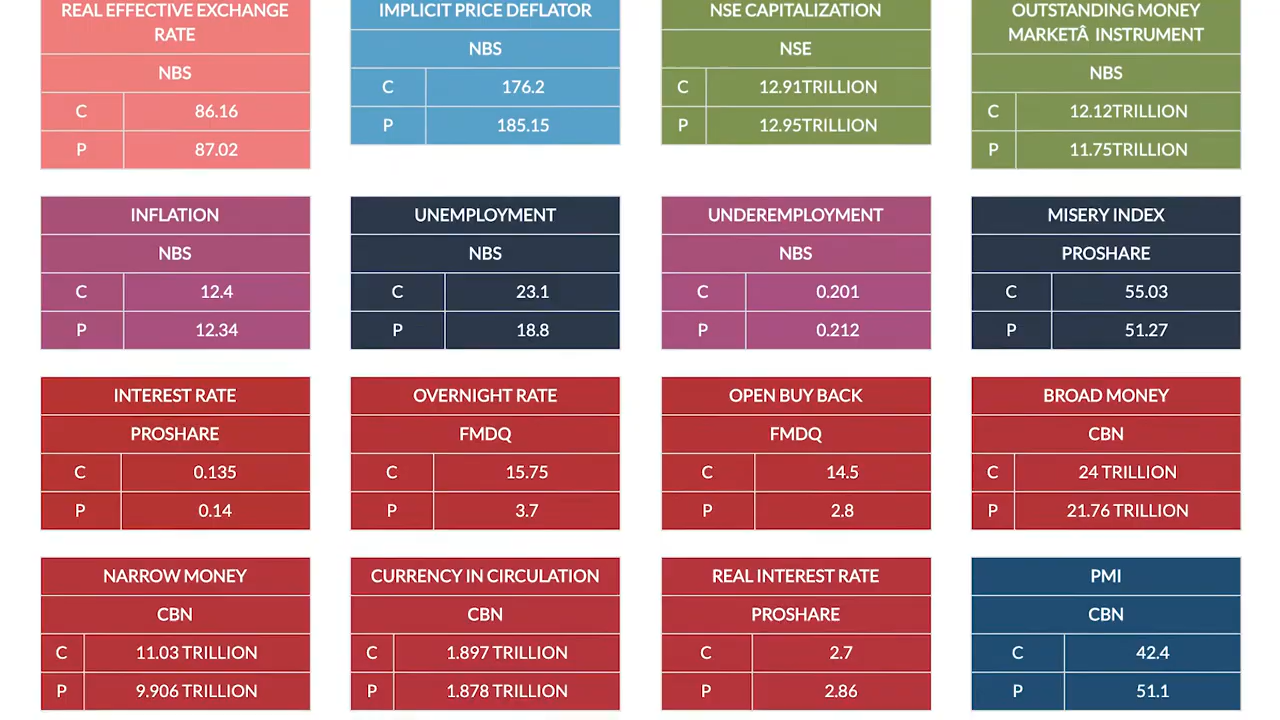 REAL EFFECTIVE EXCHANGE
RATE
NBS
C 86.16
P 87.02
IMPLICIT PRICE DEFLATOR
NBS
C 176.2
P 185.15
NSE CAPITALIZATION
NSE
C 12.91TRILLION
P 12.95TRILLION
OUTSTANDING MONEY
MARKETÂ INSTRUMENT
NBS
C 12.12TRILLION
P 11.75TRILLION
INFLATION
NBS
C 12.4
P 12.34
UNEMPLOYMENT
NBS
C 23.1
P 18.8
UNDEREMPLOYMENT
NBS
C 0.201
P 0.212
MISERY INDEX
PROSHARE
C 55.03
P 51.27
INTEREST RATE
PROSHARE
C 0.135
P 0.14
OVERNIGHT RATE
FMDQ
C 15.75
P 3.7
OPEN BUY BACK
FMDQ
C 14.5
P 2.8
BROAD MONEY
CBN
C 24 TRILLION
P 21.76 TRILLION
NARROW MONEY
CBN
C 11.03 TRILLION
P 9.906 TRILLION
CURRENCY IN CIRCULATION
CBN
C 1.897 TRILLION
P 1.878 TRILLION
REAL INTEREST RATE
PROSHARE
C 2.7
P 2.86
PMI
CBN
C 42.4
P 51.1